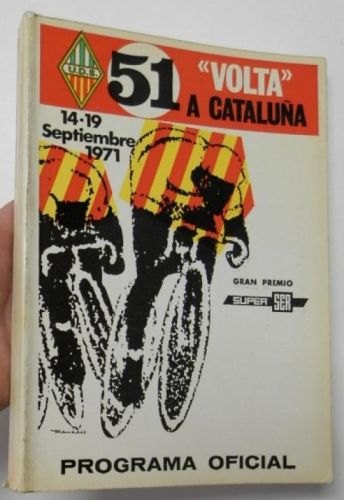 U.D.S.
51
«VOLTA»
A CATALUÑA
14-19
Septiembre
1971
GRAN PREMIO
SUPER SER
PROGRAMA OFICIAL